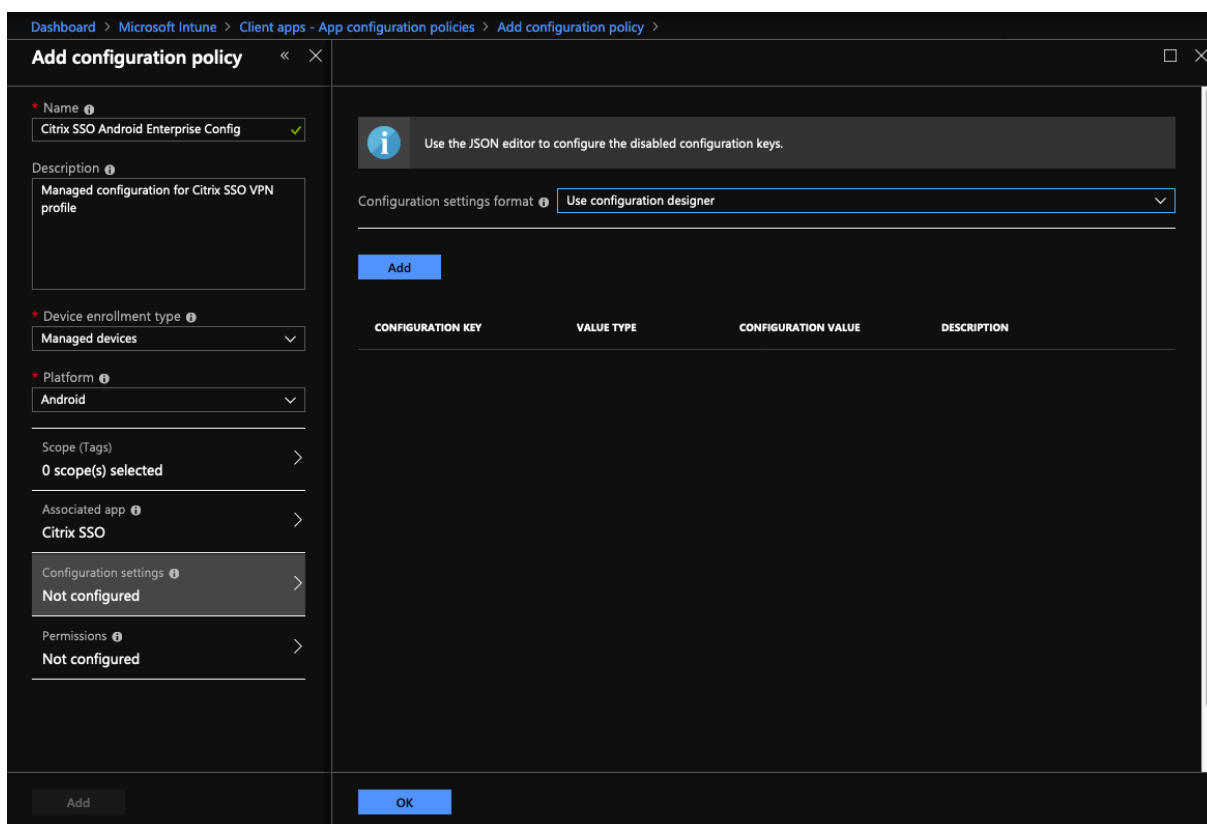 Dashboard > Microsoft Intune > Client apps - App configuration policies > Add configuration policy >
Add configuration policy
* Name
Citrix SSO Android Enterprise Config
Description
Managed configuration for Citrix SSO VPN
profile
* Device enrollment type
Managed devices
* Platform
Android
Scope (Tags)
0 scope(s) selected
Associated app
Citrix SSO
Configuration settings
Not configured
Permissions
Not configured
Add
Use the JSON editor to configure the disabled configuration keys.
Configuration settings format Use configuration designer
Add
CONFIGURATION KEY VALUE TYPE CONFIGURATION VALUE DESCRIPTION
OK